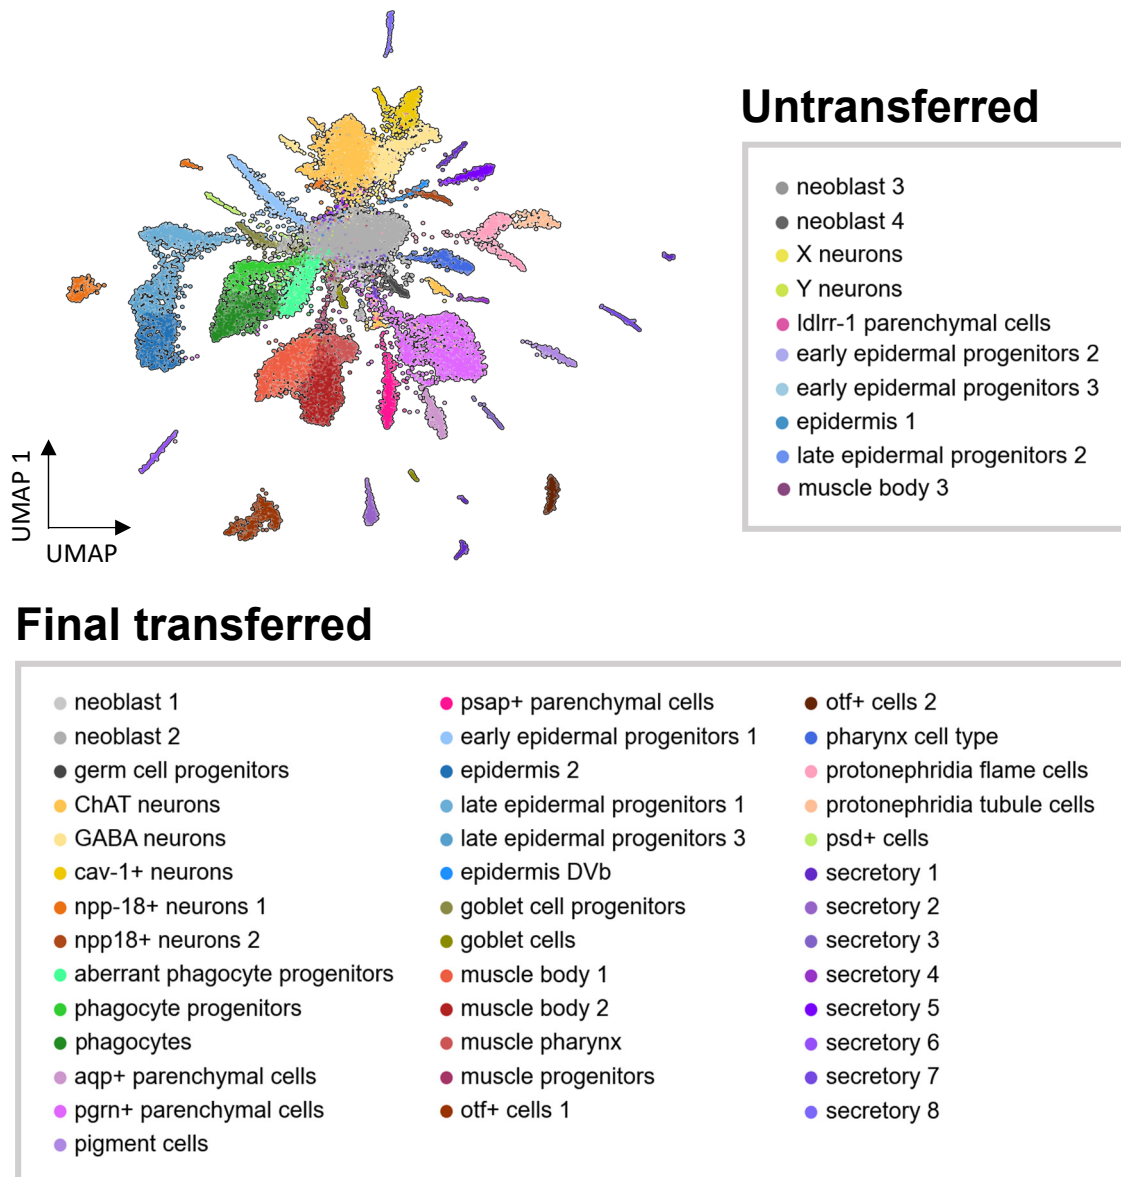 Untransferred
neoblast 3
neoblast 4
X neurons
Y neurons
ldlrr-1 parenchymal cells
early epidermal progenitors 2
early epidermal progenitors 3
epidermis 1
late epidermal progenitors 2
muscle body 3
UMAP 1
UMAP
Final transferred
neoblast 1
neoblast 2
germ cell progenitors
ChAT neurons
GABA neurons
cav-1+ neurons
npp-18+ neurons 1
npp18+ neurons 2
aberrant phagocyte progenitors
phagocyte progenitors
phagocytes
aqp+ parenchymal cells
pgrn+ parenchymal cells
pigment cells
psap+ parenchymal cells
early epidermal progenitors 1
epidermis 2
late epidermal progenitors 1
late epidermal progenitors 3
epidermis DVb
goblet cell progenitors
goblet cells
muscle body 1
muscle body 2
muscle pharynx
muscle progenitors
otf+ cells 1
otf+ cells 2
pharynx cell type
protonephridia flame cells
protonephridia tubule cells
psd+ cells
secretory 1
secretory 2
secretory 3
secretory 4
secretory 5
secretory 6
secretory 7
secretory 8